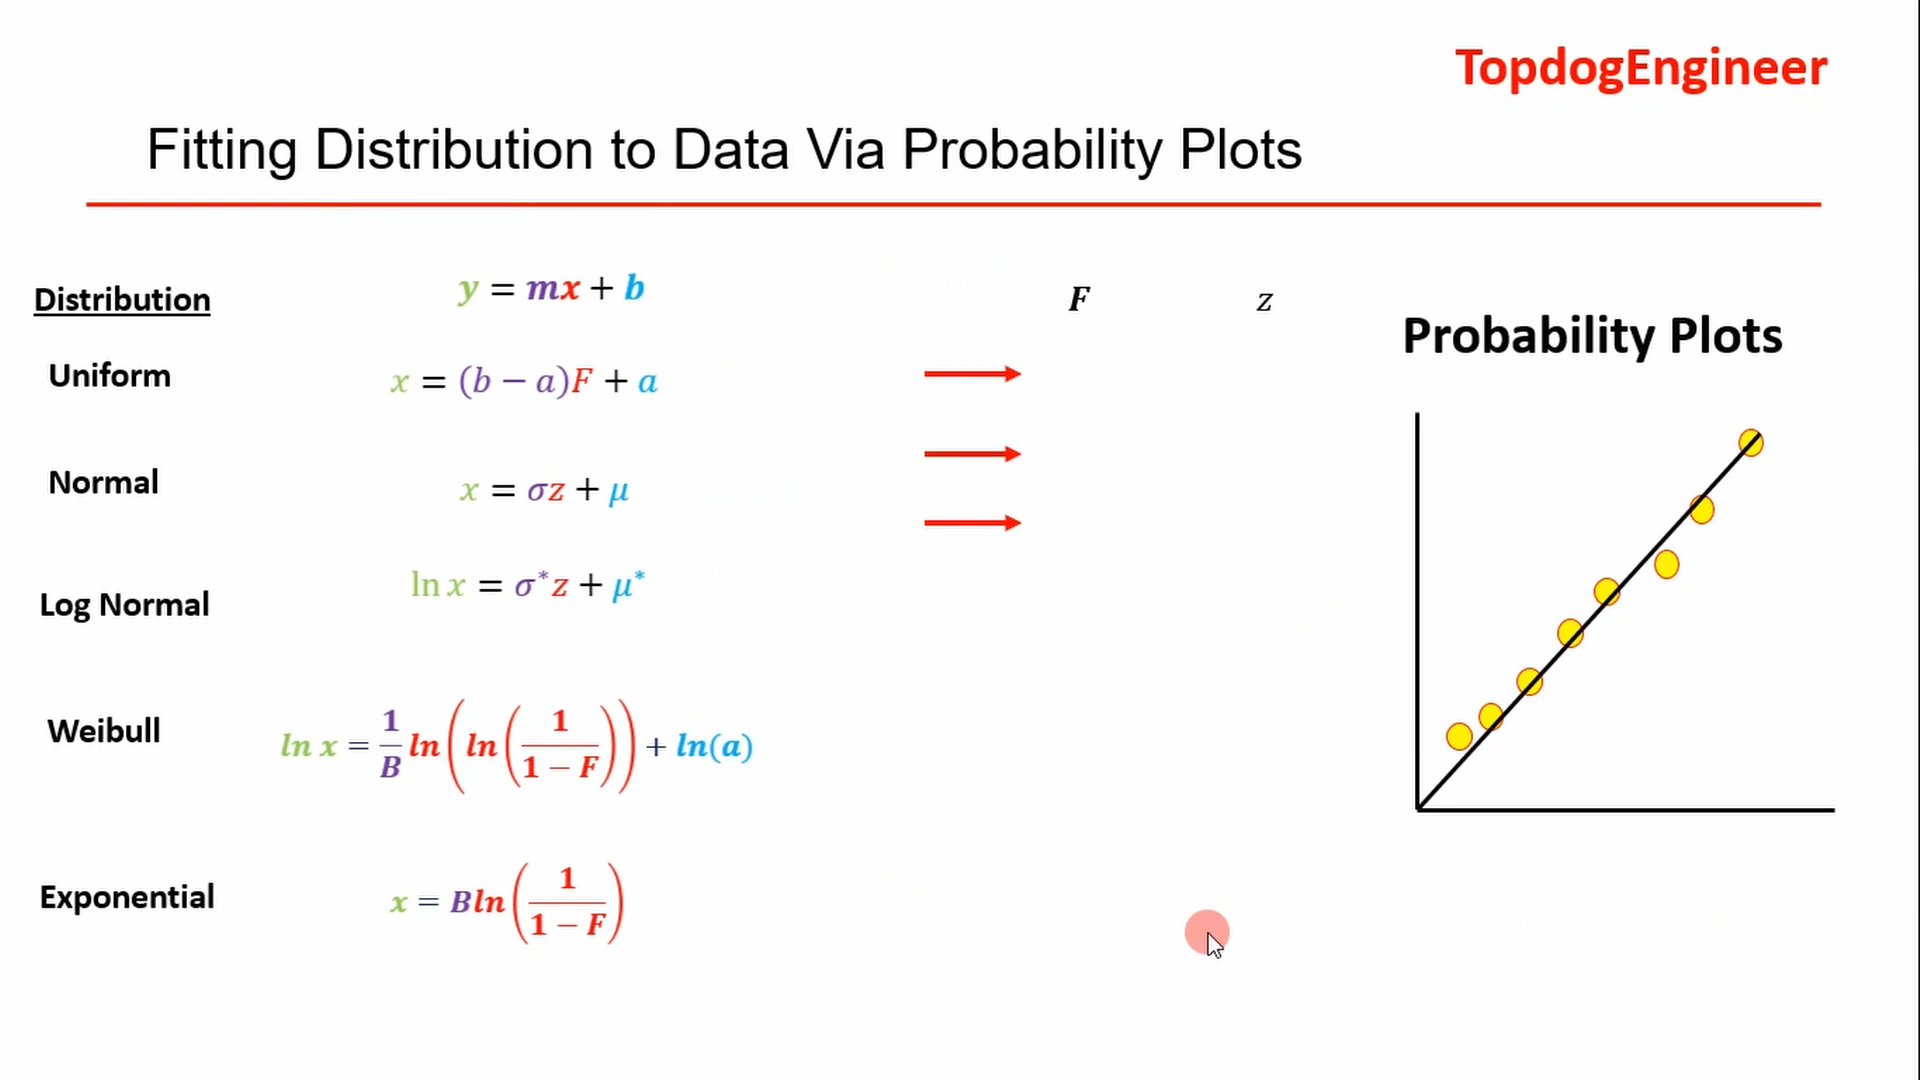 TopdogEngineer
Fitting Distribution to Data Via Probability Plots
Distribution
y = mx + b
F
z
Probability Plots
Uniform
x = (b − a)F + a
Normal
x = σz + μ
Log Normal
ln x = σ*z + μ*
Weibull
ln x = 1/B ln(ln(1/(1 − F))) + ln(a)
Exponential
x = Bln(1/(1 − F))